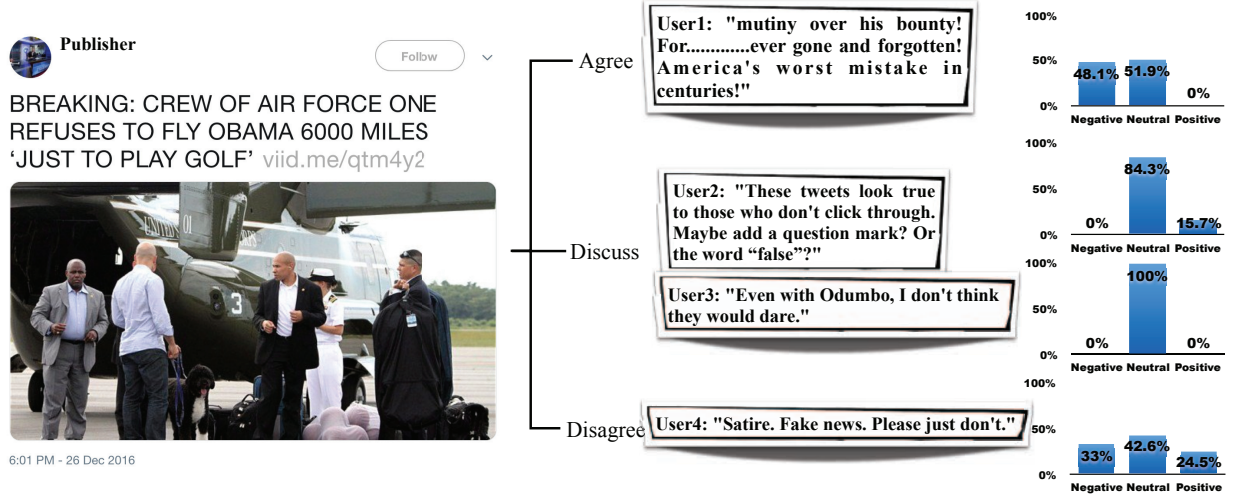 Publisher
Follow
BREAKING: CREW OF AIR FORCE ONE
REFUSES TO FLY OBAMA 6000 MILES
‘JUST TO PLAY GOLF’ viid.me/qtm4y2
UNITED
01
3
6:01 PM - 26 Dec 2016
Agree
Discuss
Disagree
User1: "mutiny over his bounty!
For.............ever gone and forgotten!
America's worst mistake in
centuries!"
User2: "These tweets look true
to those who don't click through.
Maybe add a question mark? Or
the word “false”?"
User3: "Even with Odumbo, I don't think
they would dare."
User4: "Satire. Fake news. Please just don't."
100%
50%
0%
48.1% 51.9% 0%
Negative Neutral Positive
100%
50%
0%
0% 84.3% 15.7%
Negative Neutral Positive
100%
50%
0%
0% 100% 0%
Negative Neutral Positive
100%
50%
0%
33% 42.6% 24.5%
Negative Neutral Positive